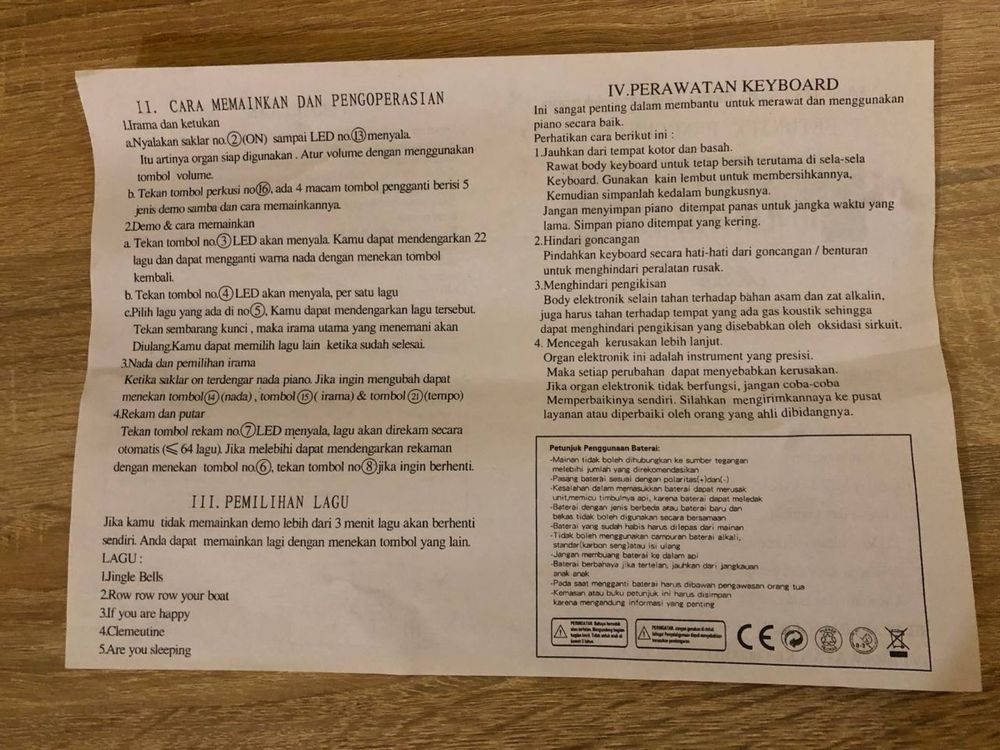 II. CARA MEMAINKAN DAN PENGOPERASIAN
1.Irama dan ketukan
a.Nyalakan saklar no.②(ON) sampai LED no.⑬menyala.
Itu artinya organ siap digunakan . Atur volume dengan menggunakan
tombol volume.
b. Tekan tombol perkusi no⑯, ada 4 macam tombol pengganti berisi 5
jenis demo samba dan cara memainkannya.
2.Demo & cara memainkan
a. Tekan tombol no.③LED akan menyala. Kamu dapat mendengarkan 22
lagu dan dapat mengganti warna nada dengan menekan tombol
kembali.
b. Tekan tombol no.④LED akan menyala, per satu lagu
c.Pilih lagu yang ada di no⑤, Kamu dapat mendengarkan lagu tersebut.
Tekan sembarang kunci , maka irama utama yang menemani akan
Diulang.Kamu dapat memilih lagu lain ketika sudah selesai.
3.Nada dan pemilihan irama
Ketika saklar on terdengar nada piano. Jika ingin mengubah dapat
menekan tombol⑭(nada) , tombol⑮( irama) & tombol㉑(tempo)
4.Rekam dan putar
Tekan tombol rekam no.⑦LED menyala, lagu akan direkam secara
otomatis (≤ 64 lagu). Jika melebihi dapat mendengarkan rekaman
dengan menekan tombol no.⑥, tekan tombol no⑧jika ingin berhenti.
III. PEMILIHAN LAGU
Jika kamu tidak memainkan demo lebih dari 3 menit lagu akan berhenti
sendiri. Anda dapat memainkan lagi dengan menekan tombol yang lain.
LAGU :
1.Jingle Bells
2.Row row row your boat
3.If you are happy
4.Clemeutine
5.Are you sleeping
IV.PERAWATAN KEYBOARD
Ini sangat penting dalam membantu untuk merawat dan menggunakan
piano secara baik.
Perhatikan cara berikut ini :
1.Jauhkan dari tempat kotor dan basah.
Rawat body keyboard untuk tetap bersih terutama di sela-sela
Keyboard. Gunakan kain lembut untuk membersihkannya,
Kemudian simpanlah kedalam bungkusnya.
Jangan menyimpan piano ditempat panas untuk jangka waktu yang
lama. Simpan piano ditempat yang kering.
2.Hindari goncangan
Pindahkan keyboard secara hati-hati dari goncangan / benturan
untuk menghindari peralatan rusak.
3.Menghindari pengikisan
Body elektronik selain tahan terhadap bahan asam dan zat alkalin,
juga harus tahan terhadap tempat yang ada gas koustik sehingga
dapat menghindari pengikisan yang disebabkan oleh oksidasi sirkuit.
4. Mencegah kerusakan lebih lanjut.
Organ elektronik ini adalah instrument yang presisi.
Maka setiap perubahan dapat menyebabkan kerusakan.
Jika organ elektronik tidak berfungsi, jangan coba-coba
Memperbaikinya sendiri. Silahkan mengirimkannaya ke pusat
layanan atau diperbaiki oleh orang yang ahli dibidangnya.
Petunjuk Penggunaan Baterai:
-Mainan tidak boleh dihubungkan ke sumber tegangan
melebihi jumlah yang direkomendasikan
-Pasang baterai sesuai dengan polaritas(+)dan(-)
-Kesalahan dalam memasukkan baterai dapat merusak
unit,memicu timbulnya api, karena baterai dapat meledak
-Baterai dengan jenis berbeda atau baterai baru dan
bekas tidak boleh digunakan secara bersamaan
-Baterai yang sudah habis harus dilepas dari mainan
-Tidak boleh menggunakan campuran baterai alkali,
standar(karbon seng)atau isi ulang
-Jangan membuang baterai ke dalam api
-Baterai berbahaya jika tertelan, jauhkan dari jangkauan
anak anak
-Pada saat mengganti baterai harus dibawah pengawasan orang tua
-Kemasan atau buku petunjuk ini harus disimpan
karena mengandung informasi yang penting
PERINGATAN:
PERINGATAN:
CE
0-3